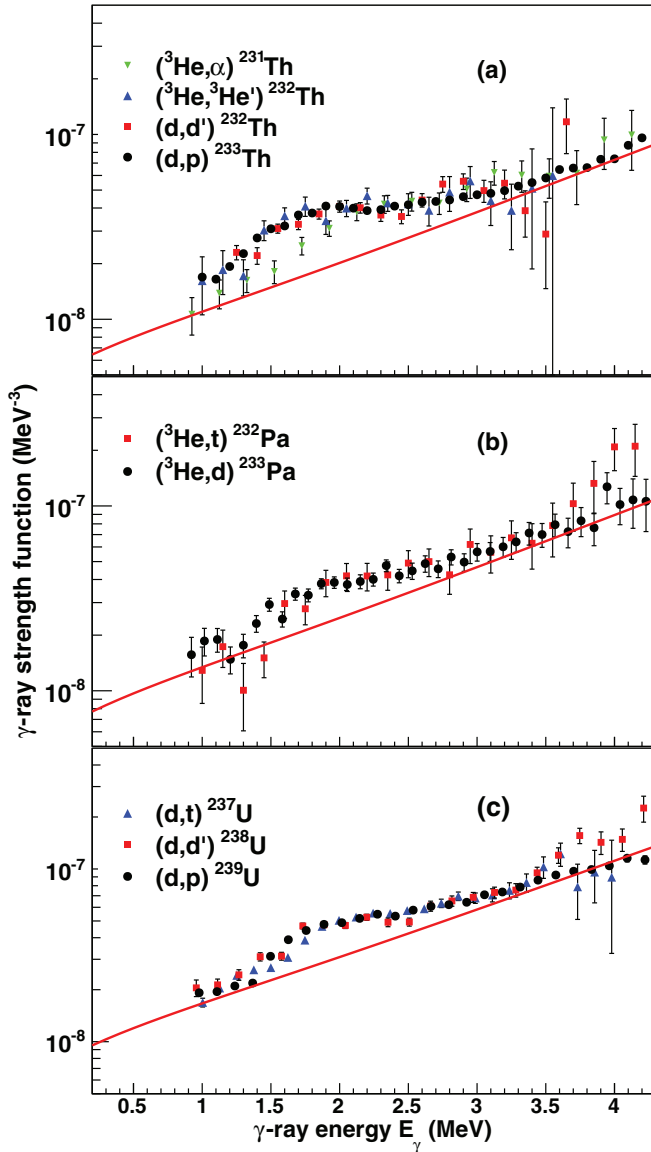 (³He,α) ²³¹Th
(³He,³He') ²³²Th
(d,d') ²³²Th
(d,p) ²³³Th
(a)
10⁻⁷
10⁻⁸
(³He,t) ²³²Pa
(³He,d) ²³³Pa
(b)
10⁻⁷
10⁻⁸
γ-ray strength function (MeV⁻³)
(d,t) ²³⁷U
(d,d') ²³⁸U
(d,p) ²³⁹U
(c)
10⁻⁷
10⁻⁸
0.5 1 1.5 2 2.5 3 3.5 4
γ-ray energy E_γ (MeV)